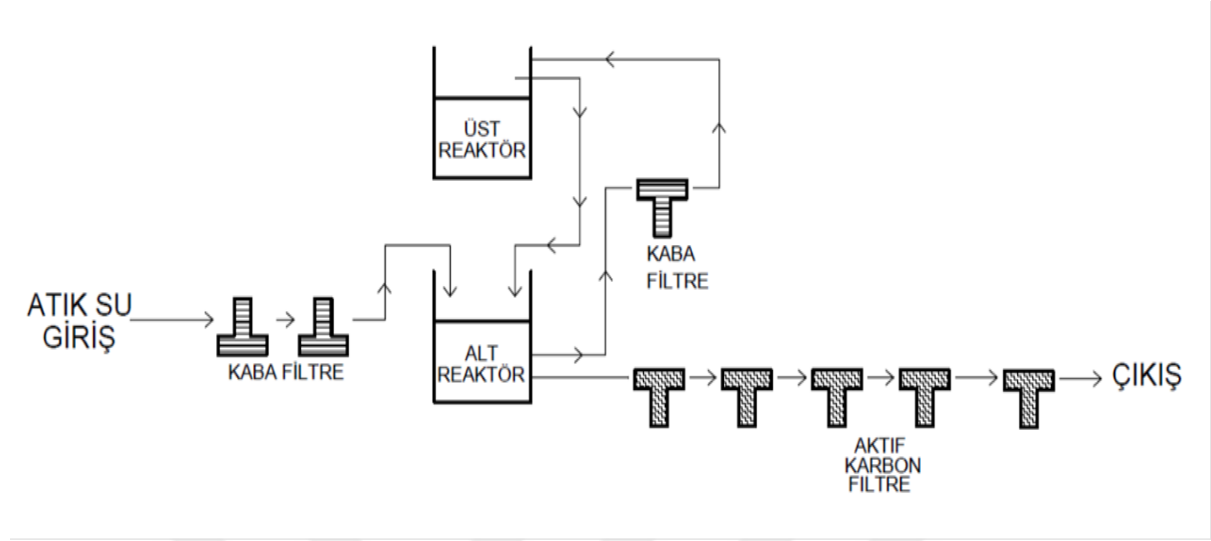 ÜST
REAKTÖR
KABA
FİLTRE
ATIK SU
GİRİŞ
KABA FİLTRE
ALT
REAKTÖR
ÇIKIŞ
AKTIF
KARBON
FİLTRE